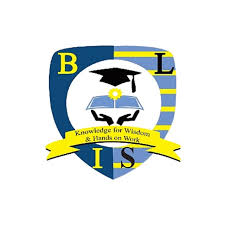 B L
Knowledge for Wisdom
& Hands on Work
I S